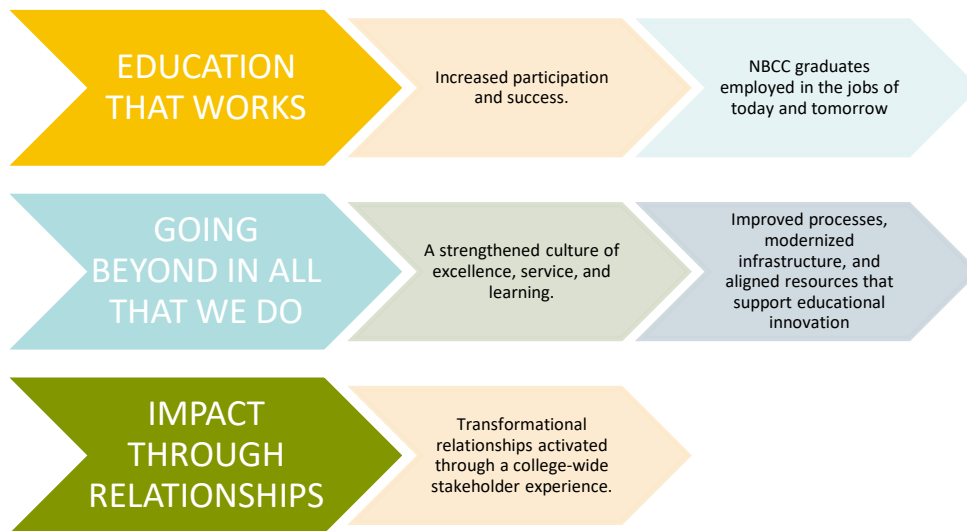 EDUCATION
THAT WORKS
Increased participation
and success.
NBCC graduates
employed in the jobs of
today and tomorrow
GOING
BEYOND IN ALL
THAT WE DO
A strengthened culture of
excellence, service, and
learning.
Improved processes,
modernized
infrastructure, and
aligned resources that
support educational
innovation
IMPACT
THROUGH
RELATIONSHIPS
Transformational
relationships activated
through a college-wide
stakeholder experience.